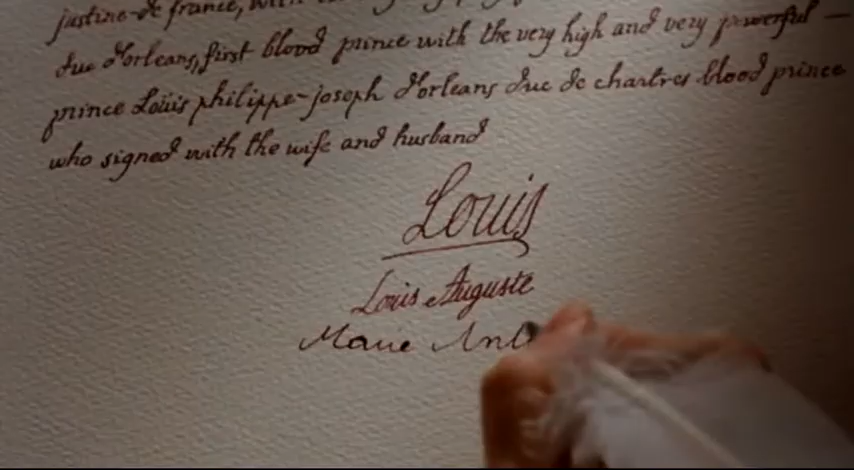 justine-de france, with
duc d'orleans, first blood prince with the very high and very powerful —
prince Louis philippe-joseph d'orleans duc de chartres blood prince
who signed with the wife and husband
Louis
Louis Auguste
Marie Ant